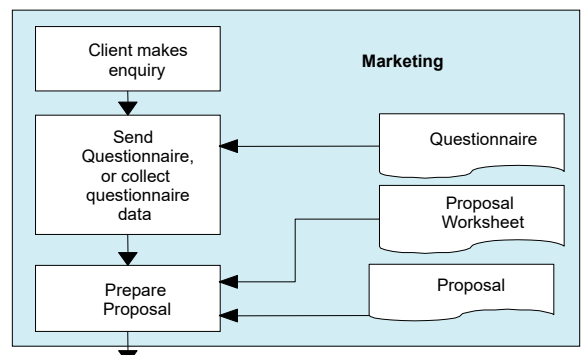 Client makes
enquiry
Marketing
Send
Questionnaire,
or collect
questionnaire
data
Questionnaire
Proposal
Worksheet
Prepare
Proposal
Proposal